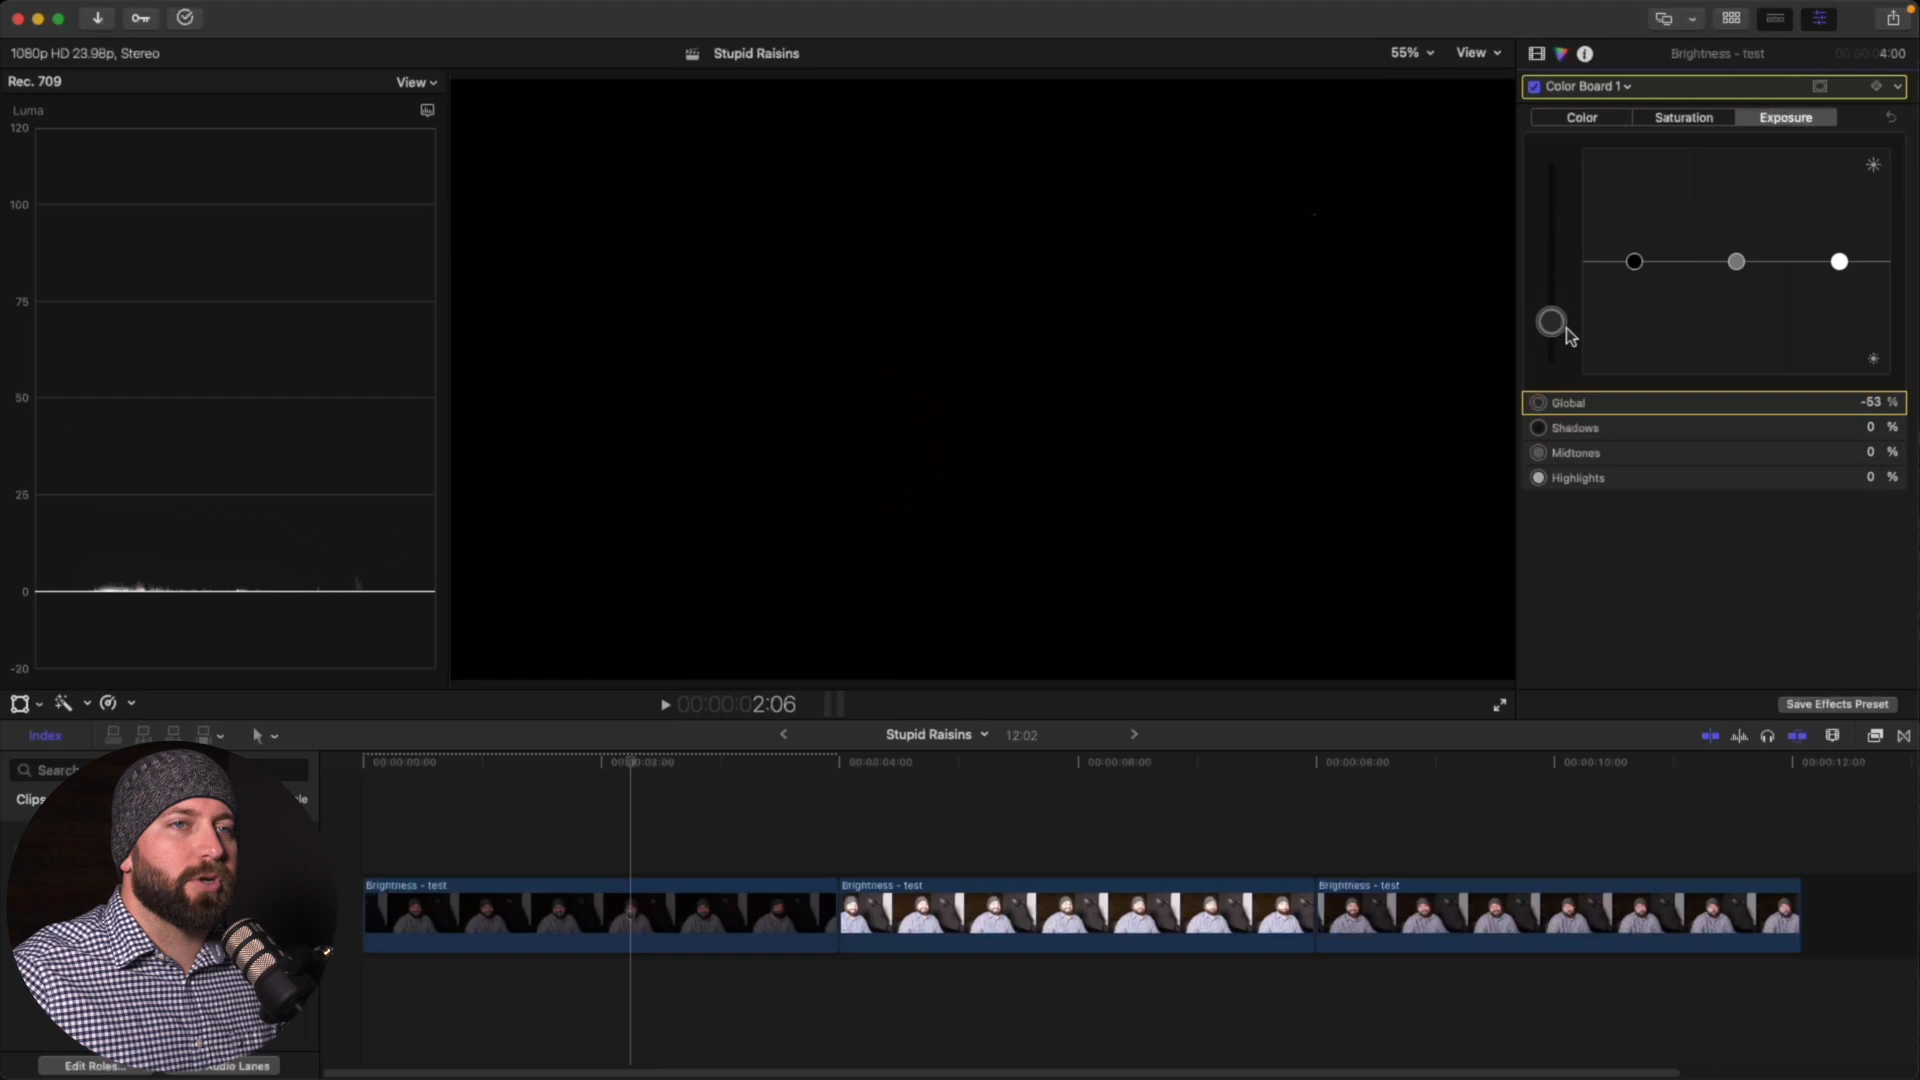 1080p HD 23.98p, Stereo
Stupid Raisins
55%
View
Brightness - test
4:00
Rec. 709
View
Color Board 1
Luma
Color
Saturation
Exposure
120
100
75
50
25
0
-20
Global
-53 %
Shadows
0 %
Midtones
0 %
Highlights
0 %
00:00:02:06
Save Effects Preset
Index
Stupid Raisins
12:02
Search
00:00:00:00
00:00:02:00
00:00:04:00
00:00:06:00
00:00:08:00
00:00:10:00
00:00:12:00
Clips
Brightness - test
Brightness - test
Brightness - test
Edit Roles...
Audio Lanes